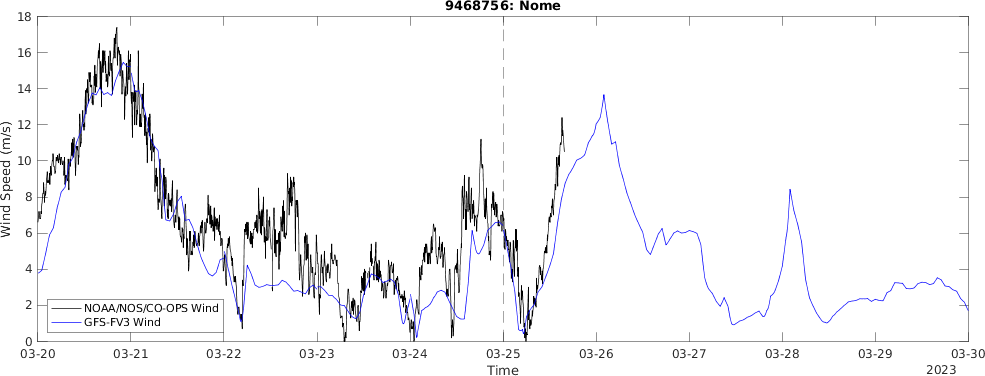 9468756: Nome
Wind Speed (m/s)
18
16
14
12
10
8
6
4
2
0
NOAA/NOS/CO-OPS Wind
GFS-FV3 Wind
03-20 03-21 03-22 03-23 03-24 03-25 03-26 03-27 03-28 03-29 03-30
Time
2023